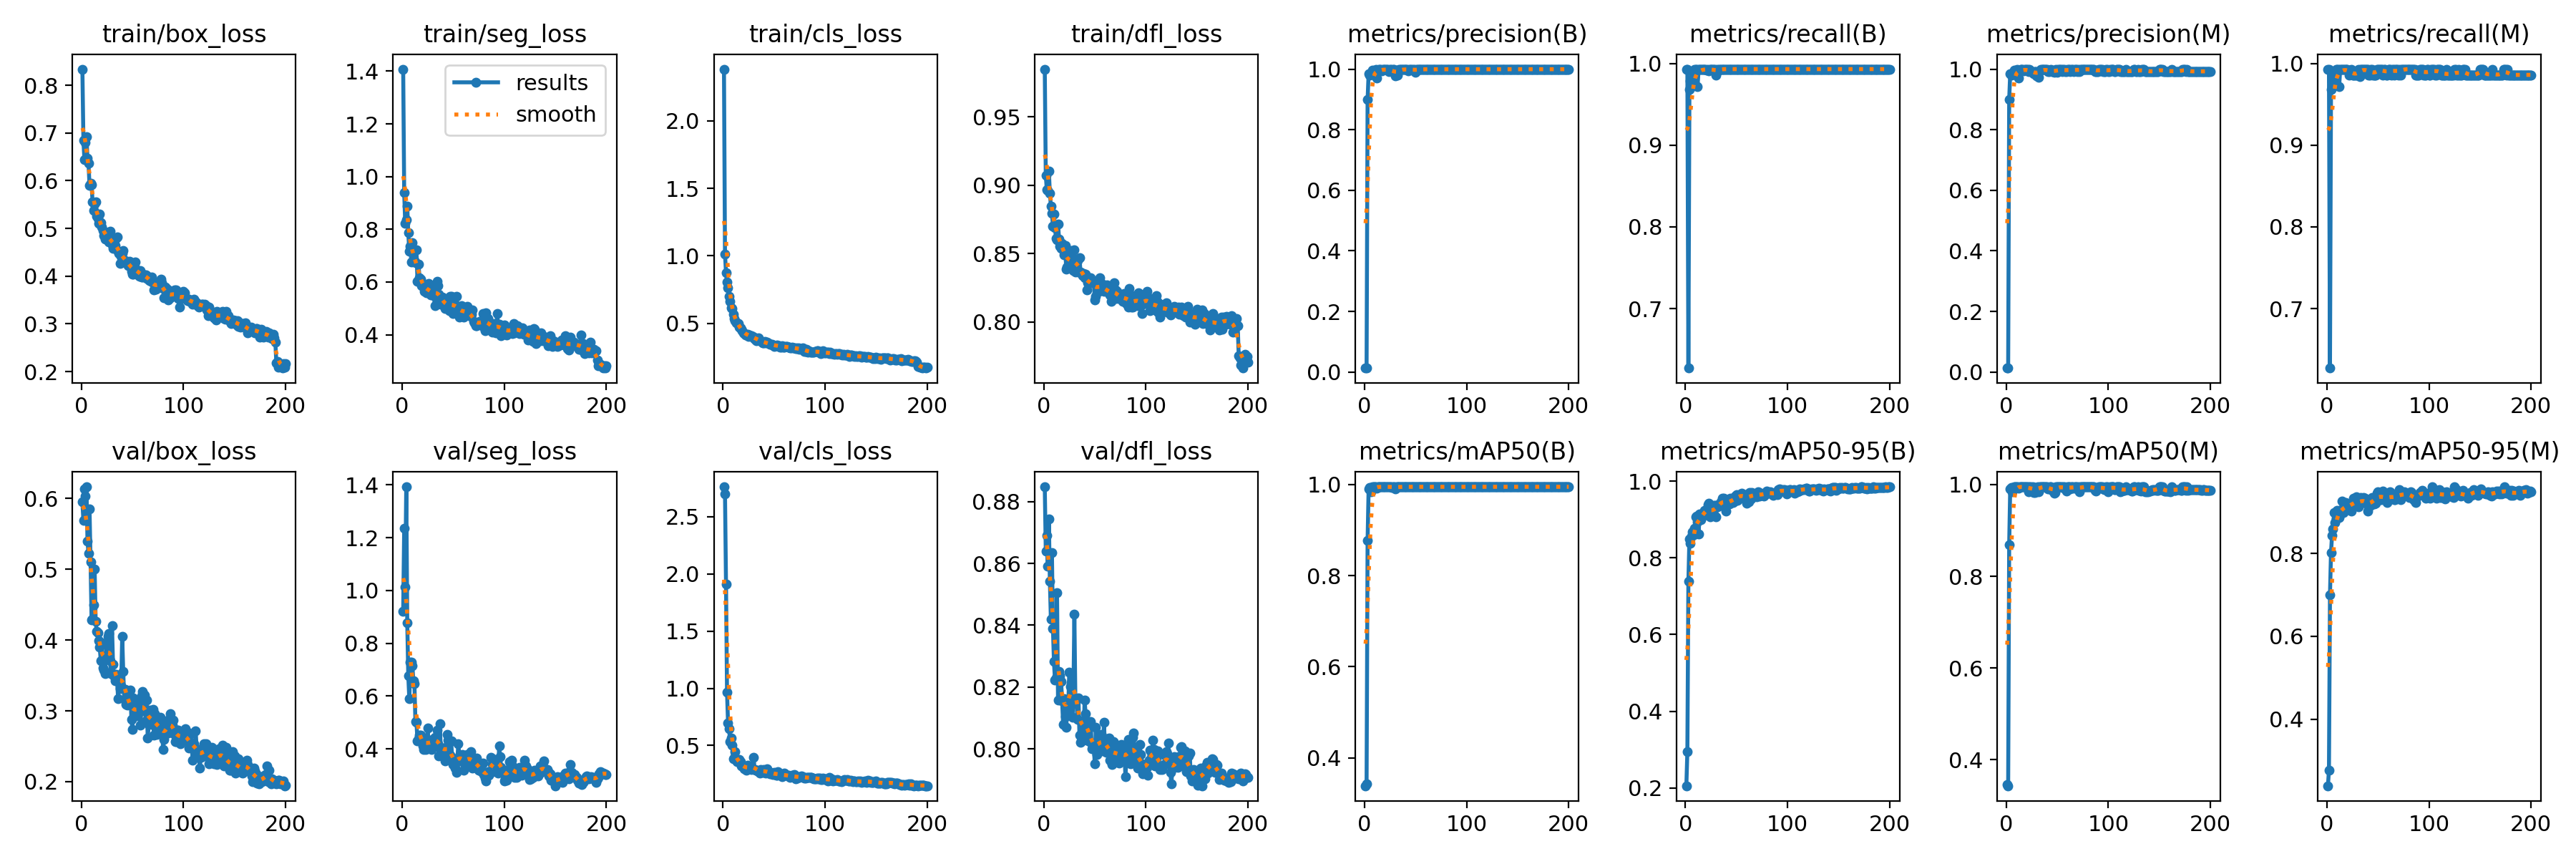 train/box_loss
train/seg_loss
train/cls_loss
train/dfl_loss
metrics/precision(B)
metrics/recall(B)
metrics/precision(M)
metrics/recall(M)
0.8
0.7
0.6
0.5
0.4
0.3
0.2
0 100 200
1.4
1.2
1.0
0.8
0.6
0.4
results
smooth
0 100 200
2.0
1.5
1.0
0.5
0 100 200
0.95
0.90
0.85
0.80
0 100 200
1.0
0.8
0.6
0.4
0.2
0.0
0 100 200
1.0
0.9
0.8
0.7
0 100 200
1.0
0.8
0.6
0.4
0.2
0.0
0 100 200
1.0
0.9
0.8
0.7
0 100 200
val/box_loss
val/seg_loss
val/cls_loss
val/dfl_loss
metrics/mAP50(B)
metrics/mAP50-95(B)
metrics/mAP50(M)
metrics/mAP50-95(M)
0.6
0.5
0.4
0.3
0.2
0 100 200
1.4
1.2
1.0
0.8
0.6
0.4
0 100 200
2.5
2.0
1.5
1.0
0.5
0 100 200
0.88
0.86
0.84
0.82
0.80
0 100 200
1.0
0.8
0.6
0.4
0 100 200
1.0
0.8
0.6
0.4
0.2
0 100 200
1.0
0.8
0.6
0.4
0 100 200
0.8
0.6
0.4
0 100 200